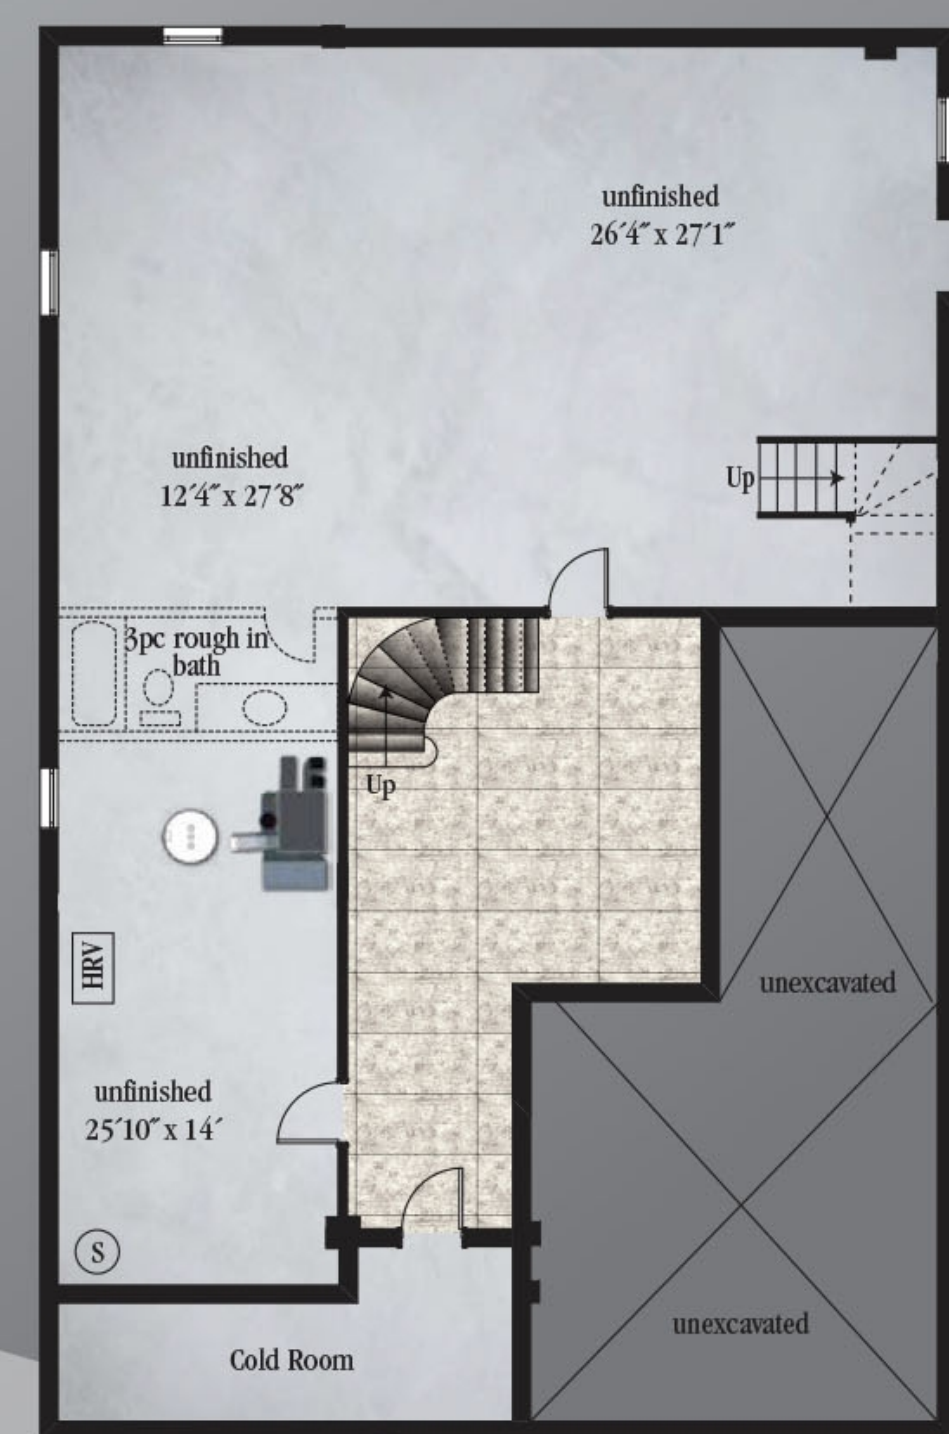 unfinished
26´4˝ x 27´1˝
unfinished
12´4˝ x 27´8˝
Up
3pc rough in
bath
Up
HRV
unexcavated
unfinished
25´10˝ x 14´
S
unexcavated
Cold Room